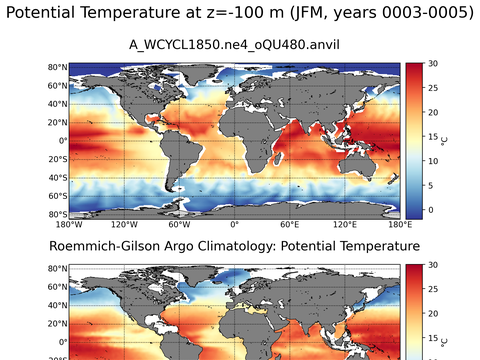 Potential Temperature at z=-100 m (JFM, years 0003-0005)
A_WCYCL1850.ne4_oQU480.anvil
80°N
60°N
40°N
20°N
0°
20°S
40°S
60°S
80°S
180°W 120°W 60°W 0° 60°E 120°E 180°E
30
25
20
15
10
5
0
°C
Roemmich-Gilson Argo Climatology: Potential Temperature
80°N
60°N
40°N
20°N
0°
20°S
30
25
20
15
10
°C